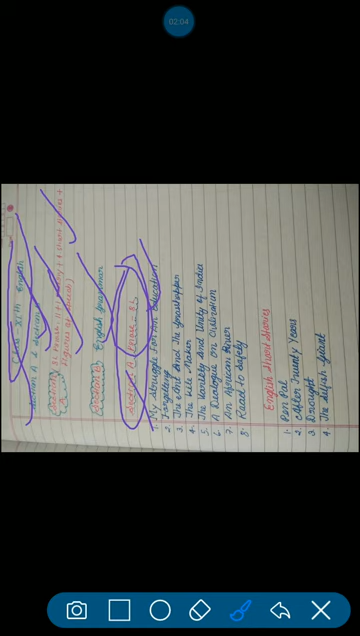 02:04
Class XIth English
Section A & Section B
English Grammar
Section A (Prose = 8)
1. My Struggle For An Education
2. Forgetting
3. The Ant And The Grasshopper
4. The Kite Maker
5. The Variety And Unity of India
6. A Dialogue on Civilization
7. An African River
8. Road to Safety
English Short Stories
1. Pen Pal
2. After Twenty Years
3. Drought
4. The Selfish Giant